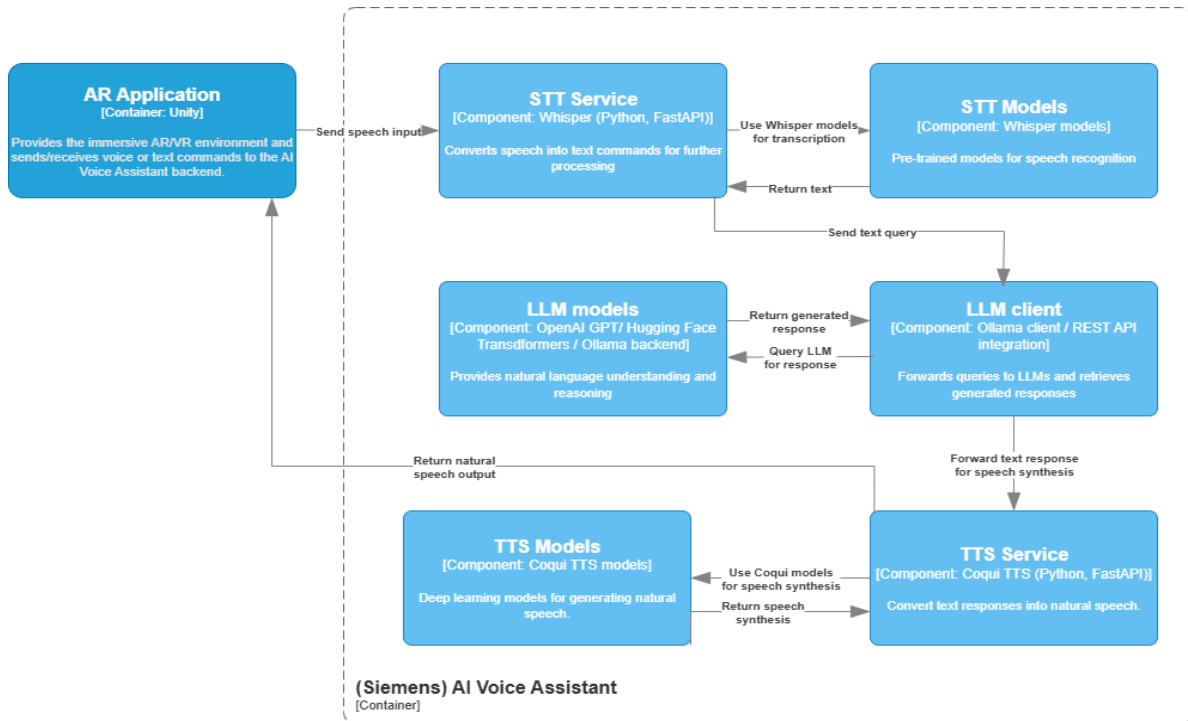 AR Application
[Container: Unity]
Provides the immersive AR/VR environment and
sends/receives voice or text commands to the AI
Voice Assistant backend.
Send speech input
STT Service
[Component: Whisper (Python, FastAPI)]
Converts speech into text commands for further
processing
Use Whisper models
for transcription
Return text
STT Models
[Component: Whisper models]
Pre-trained models for speech recognition
Send text query
LLM models
[Component: OpenAI GPT/ Hugging Face
Transdformers / Ollama backend]
Provides natural language understanding and
reasoning
Return generated
response
Query LLM
for response
LLM client
[Component: Ollama client / REST API
integration]
Forwards queries to LLMs and retrieves
generated responses
Return natural
speech output
Forward text response
for speech synthesis
TTS Models
[Component: Coqui TTS models]
Deep learning models for generating natural
speech.
Use Coqui models
for speech synthesis
Return speech
synthesis
TTS Service
[Component: Coqui TTS (Python, FastAPI)]
Convert text responses into natural speech.
(Siemens) AI Voice Assistant
[Container]